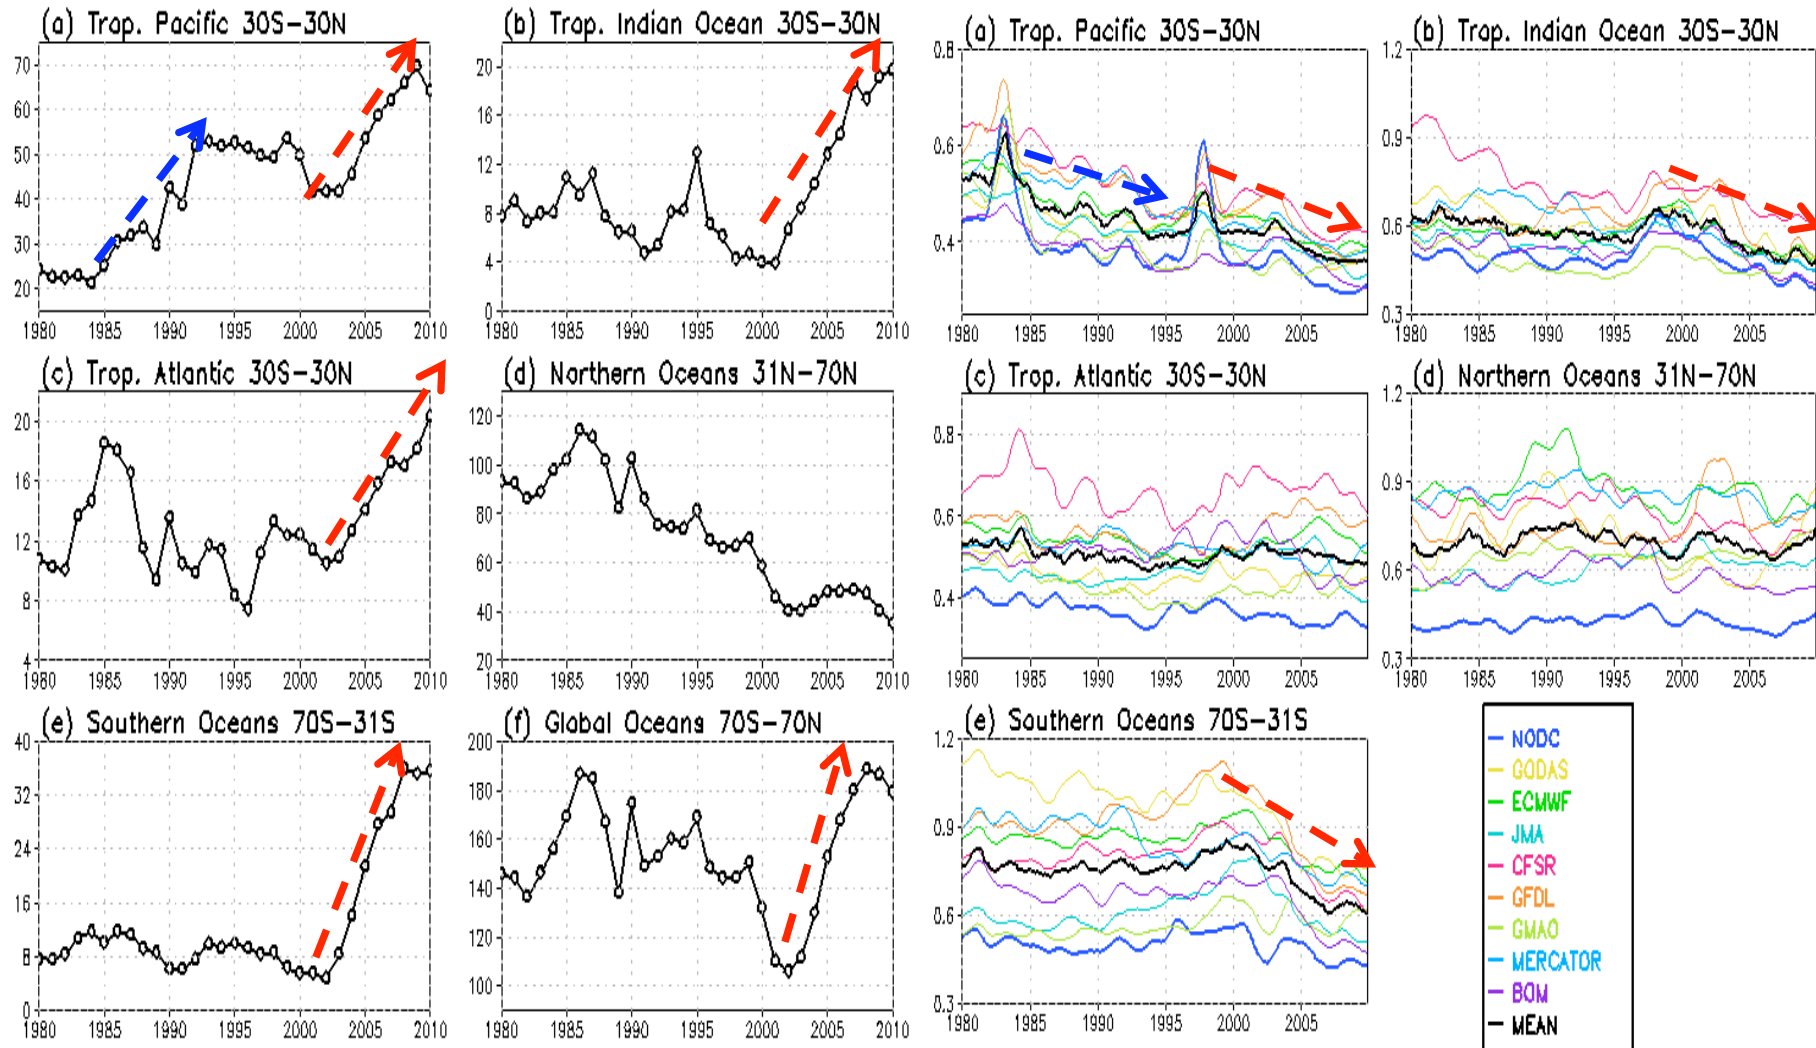 (a) Trop. Pacific 30S-30N
70
60
50
40
30
20
1980 1985 1990 1995 2000 2005 2010
(b) Trop. Indian Ocean 30S-30N
20
16
12
8
4
0
1980 1985 1990 1995 2000 2005 2010
(a) Trop. Pacific 30S-30N
0.8
0.6
0.4
1980 1985 1990 1995 2000 2005
(b) Trop. Indian Ocean 30S-30N
1.2
0.9
0.6
0.3
1980 1985 1990 1995 2000 2005
(c) Trop. Atlantic 30S-30N
20
16
12
8
4
1980 1985 1990 1995 2000 2005 2010
(d) Northern Oceans 31N-70N
120
100
80
60
40
20
1980 1985 1990 1995 2000 2005 2010
(c) Trop. Atlantic 30S-30N
0.8
0.6
0.4
1980 1985 1990 1995 2000 2005
(d) Northern Oceans 31N-70N
1.2
0.9
0.6
0.3
1980 1985 1990 1995 2000 2005
(e) Southern Oceans 70S-31S
40
32
24
16
8
0
1980 1985 1990 1995 2000 2005 2010
(f) Global Oceans 70S-70N
200
180
160
140
120
100
1980 1985 1990 1995 2000 2005 2010
(e) Southern Oceans 70S-31S
1.2
0.9
0.6
0.3
1980 1985 1990 1995 2000 2005
NODC
GODAS
ECMWF
JMA
CFSR
GFDL
GMAO
MERCATOR
BOM
MEAN